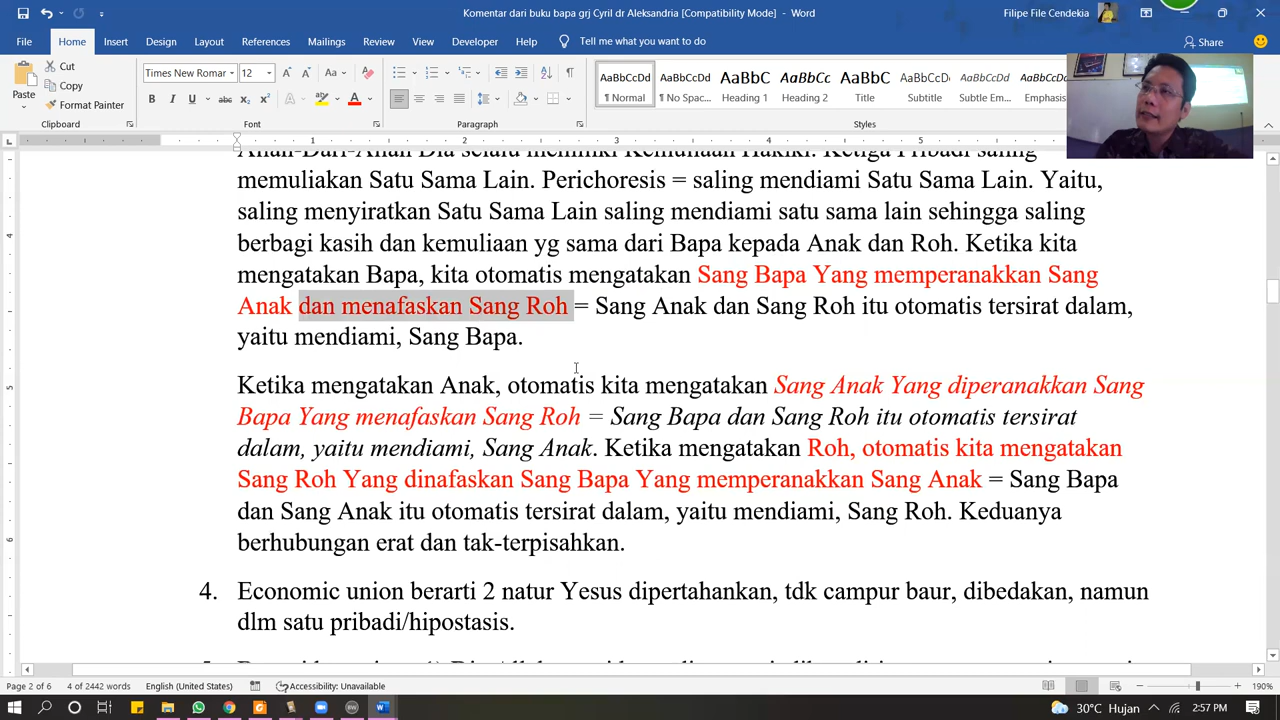 Komentar dari buku bapa grj Cyril dr Aleksandria [Compatibility Mode] - Word
Filipe File Cendekia
File Home Insert Design Layout References Mailings Review View Developer Help Tell me what you want to do Share
Paste
Cut
Copy
Format Painter
Clipboard
Times New Romar 12
Font
Paragraph
AaBbCcDd AaBbCcDd AaBbC AaBbCc AaBbC AaBbCcD AaBbCcDd AaBbCcDd
¶ Normal ¶ No Spac... Heading 1 Heading 2 Title Subtitle Subtle Em... Emphasis
Styles
1 2 3 4 5
memuliakan Satu Sama Lain. Perichoresis = saling mendiami Satu Sama Lain. Yaitu,
saling menyiratkan Satu Sama Lain saling mendiami satu sama lain sehingga saling
berbagi kasih dan kemuliaan yg sama dari Bapa kepada Anak dan Roh. Ketika kita
mengatakan Bapa, kita otomatis mengatakan Sang Bapa Yang memperanakkan Sang
Anak dan menafaskan Sang Roh = Sang Anak dan Sang Roh itu otomatis tersirat dalam,
yaitu mendiami, Sang Bapa.
Ketika mengatakan Anak, otomatis kita mengatakan Sang Anak Yang diperanakkan Sang
Bapa Yang menafaskan Sang Roh = Sang Bapa dan Sang Roh itu otomatis tersirat
dalam, yaitu mendiami, Sang Anak. Ketika mengatakan Roh, otomatis kita mengatakan
Sang Roh Yang dinafaskan Sang Bapa Yang memperanakkan Sang Anak = Sang Bapa
dan Sang Anak itu otomatis tersirat dalam, yaitu mendiami, Sang Roh. Keduanya
berhubungan erat dan tak-terpisahkan.
4. Economic union berarti 2 natur Yesus dipertahankan, tdk campur baur, dibedakan, namun
dlm satu pribadi/hipostasis.
Page 2 of 6 4 of 2442 words English (United States) Accessibility: Unavailable 190%
30°C Hujan 2:57 PM